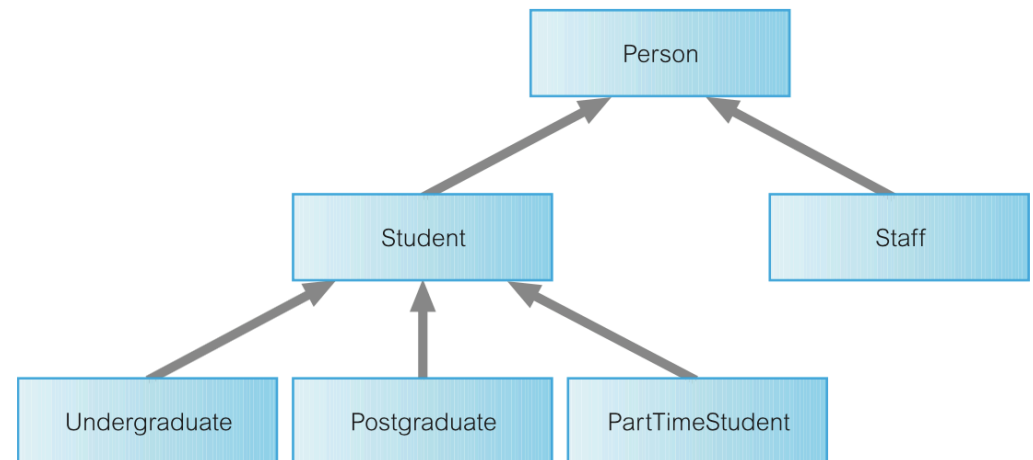 Person
Student
Staff
Undergraduate
Postgraduate
PartTimeStudent